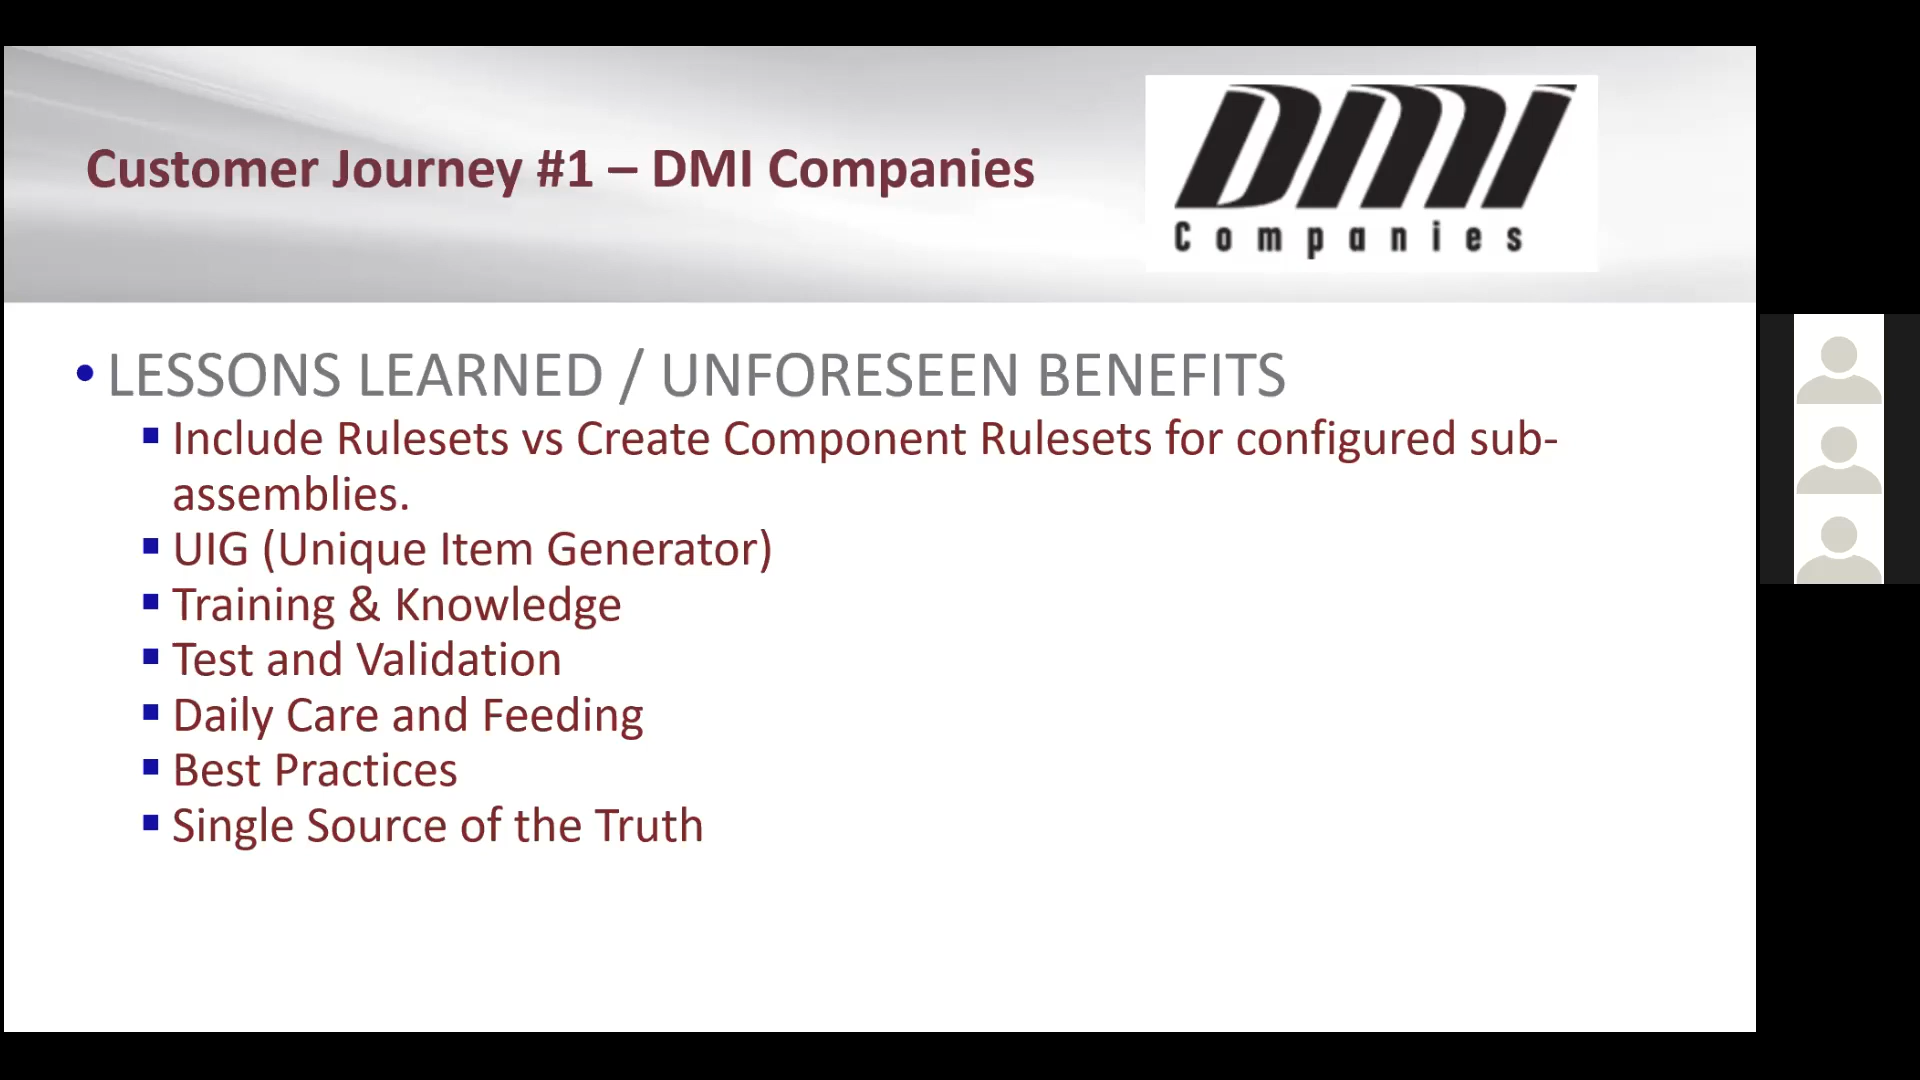 Customer Journey #1 – DMI Companies
DMI
Companies
• LESSONS LEARNED / UNFORESEEN BENEFITS
▪ Include Rulesets vs Create Component Rulesets for configured sub-
assemblies.
▪ UIG (Unique Item Generator)
▪ Training & Knowledge
▪ Test and Validation
▪ Daily Care and Feeding
▪ Best Practices
▪ Single Source of the Truth